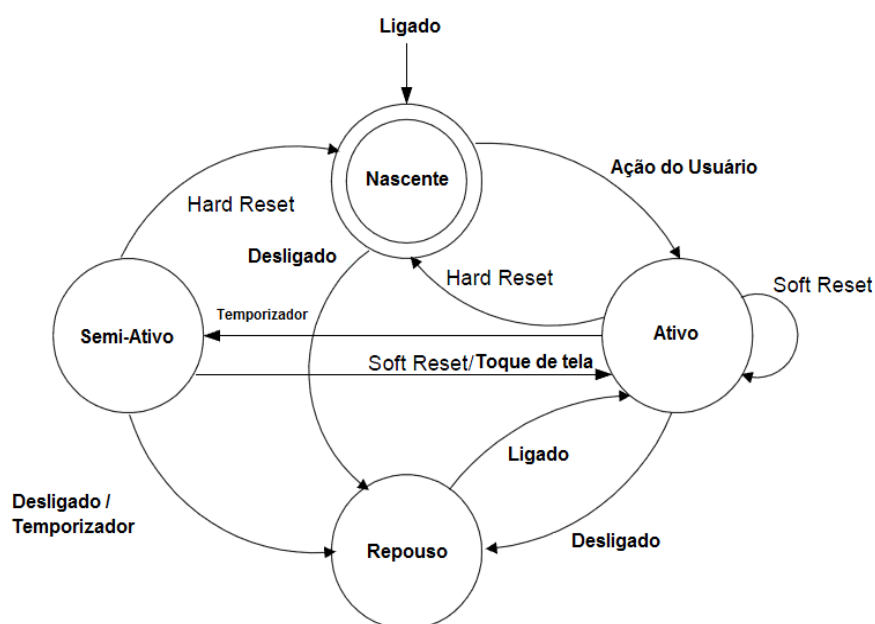 Ligado
Nascente
Ação do Usuário
Hard Reset
Desligado
Hard Reset
Soft Reset
Temporizador
Semi-Ativo
Ativo
Soft Reset/Toque de tela
Ligado
Desligado /
Temporizador
Repouso
Desligado